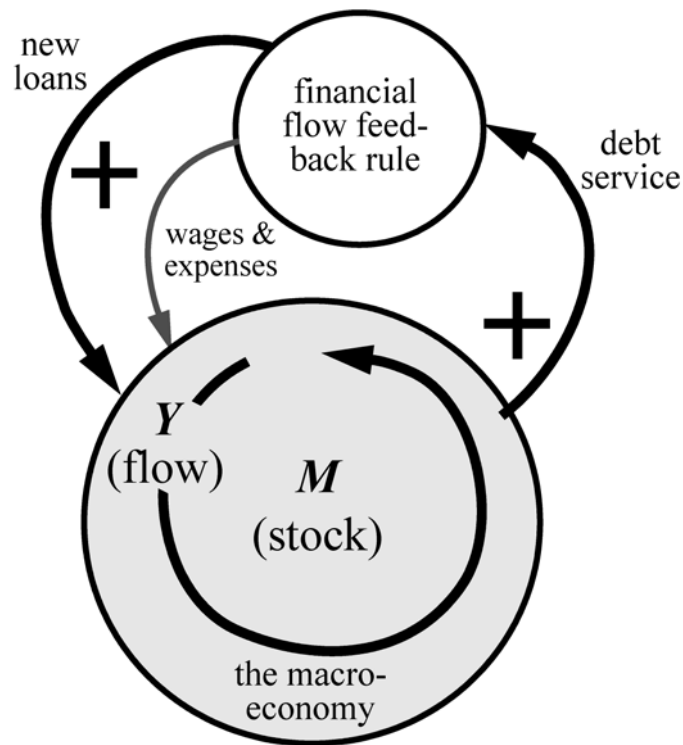 new
loans
+
financial
flow feed-
back rule
debt
service
wages &
expenses
+
Y
(flow)
M
(stock)
the macro-
economy